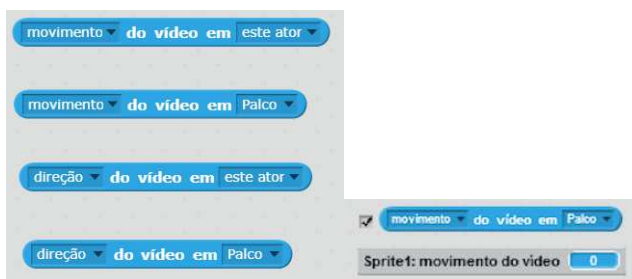 movimento do vídeo em este ator
movimento do vídeo em Palco
direção do vídeo em este ator
direção do vídeo em Palco
movimento do vídeo em Palco
Sprite1: movimento do video 0